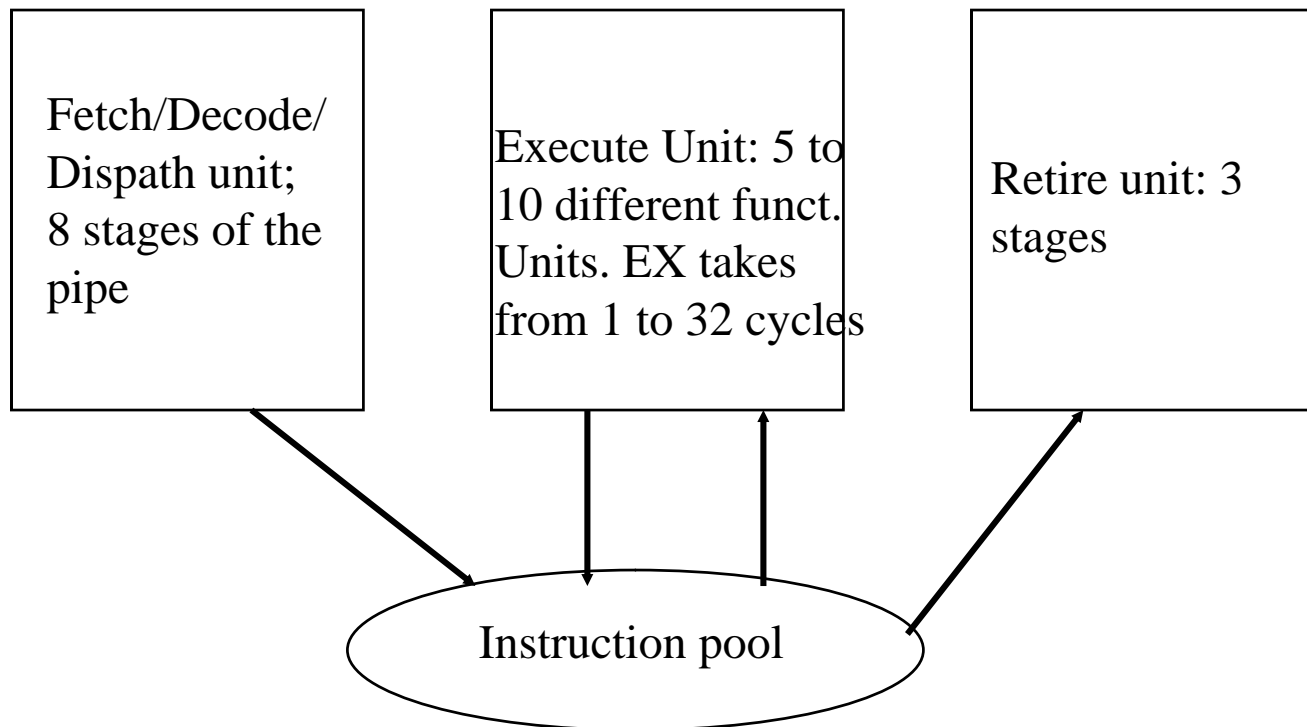 Fetch/Decode/
Dispath unit;
8 stages of the
pipe
Execute Unit: 5 to
10 different funct.
Units. EX takes
from 1 to 32 cycles
Retire unit: 3
stages
Instruction pool